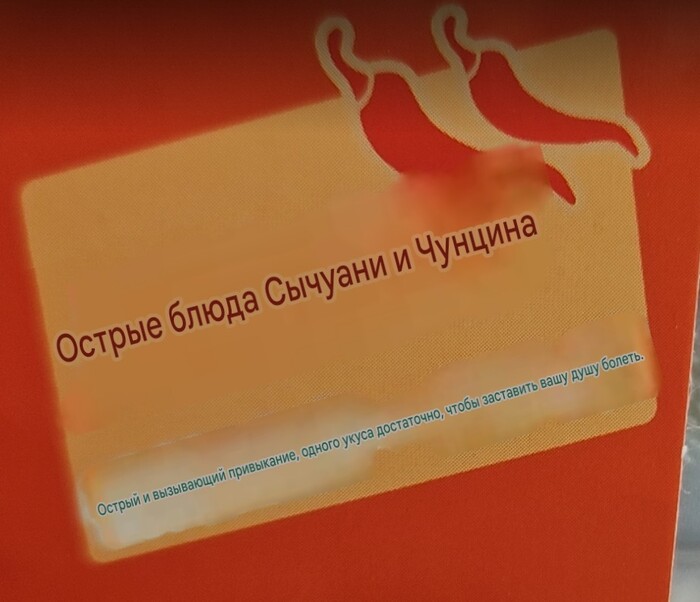 Острые блюда Сычуани и Чунцина
Острый и вызывающий привыкание, одного укуса достаточно, чтобы заставить вашу душу болеть.